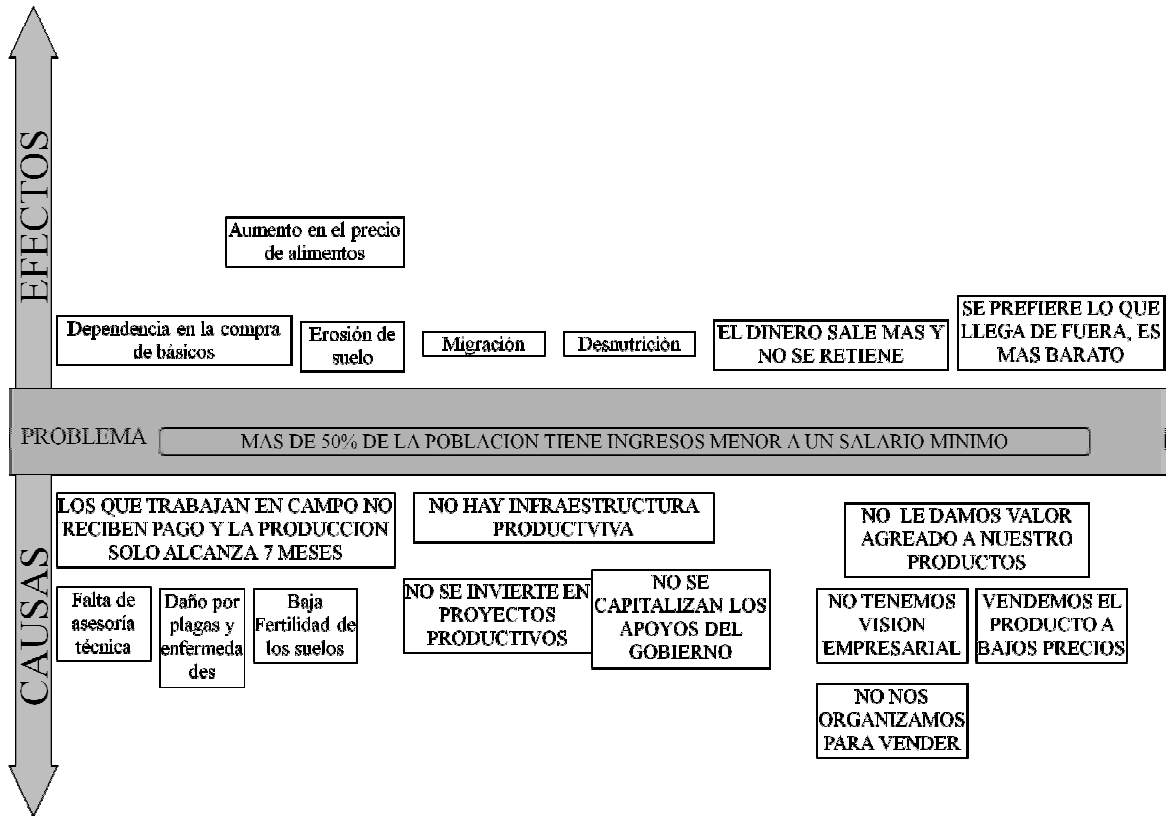 EFECTOS
Aumento en el precio
de alimentos
Dependencia en la compra
de básicos
Erosión de
suelo
Migración
Desnutrición
EL DINERO SALE MAS Y
NO SE RETIENE
SE PREFIERE LO QUE
LLEGA DE FUERA, ES
MAS BARATO
PROBLEMA
MAS DE 50% DE LA POBLACION TIENE INGRESOS MENOR A UN SALARIO MINIMO
CAUSAS
LOS QUE TRABAJAN EN CAMPO NO
RECIBEN PAGO Y LA PRODUCCION
SOLO ALCANZA 7 MESES
NO HAY INFRAESTRUCTURA
PRODUCTVIVA
NO LE DAMOS VALOR
AGREADO A NUESTRO
PRODUCTOS
Falta de
asesoría
técnica
Daño por
plagas y
enfermeda
des
Baja
Fertilidad de
los suelos
NO SE INVIERTE EN
PROYECTOS
PRODUCTIVOS
NO SE
CAPITALIZAN LOS
APOYOS DEL
GOBIERNO
NO TENEMOS
VISION
EMPRESARIAL
VENDEMOS EL
PRODUCTO A
BAJOS PRECIOS
NO NOS
ORGANIZAMOS
PARA VENDER